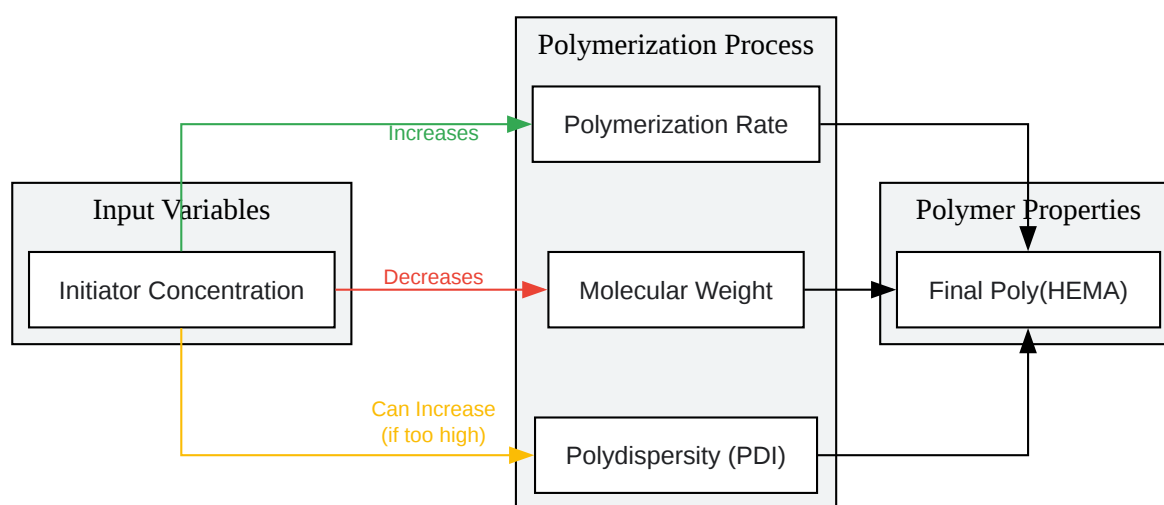 Polymerization Process
Polymerization Rate
Increases
Input Variables
Polymer Properties
Initiator Concentration
Decreases
Molecular Weight
Final Poly(HEMA)
Can Increase
(if too high)
Polydispersity (PDI)